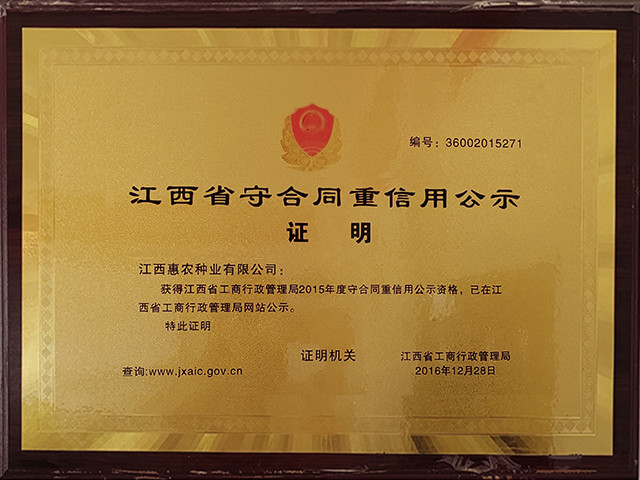 编号：36002015271
江西省守合同重信用公示
证 明
江西惠农种业有限公司：
获得江西省工商行政管理局2015年度守合同重信用公示资格，已在江
西省工商行政管理局网站公示。
特此证明
证明机关 江西省工商行政管理局
查询:www.jxaic.gov.cn 2016年12月28日